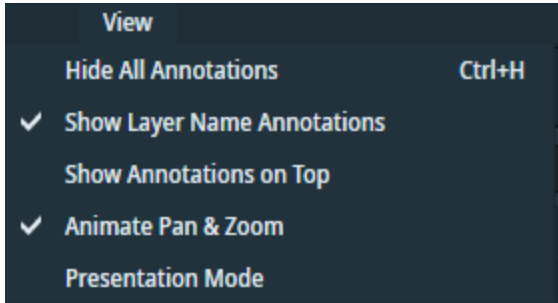 View
Hide All Annotations Ctrl+H
Show Layer Name Annotations
Show Annotations on Top
Animate Pan & Zoom
Presentation Mode